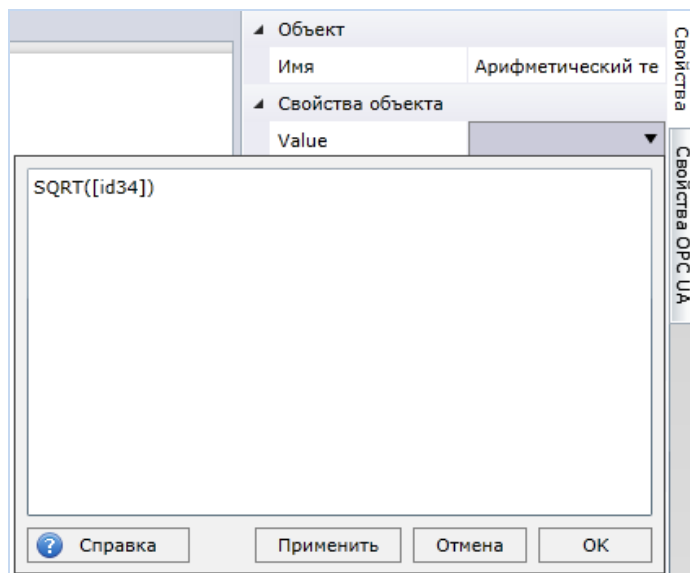 Объект
Имя Арифметический те
Свойства объекта
Value
SQRT([id34])
Справка Применить Отмена OK
Свойства
Свойства OPC UA